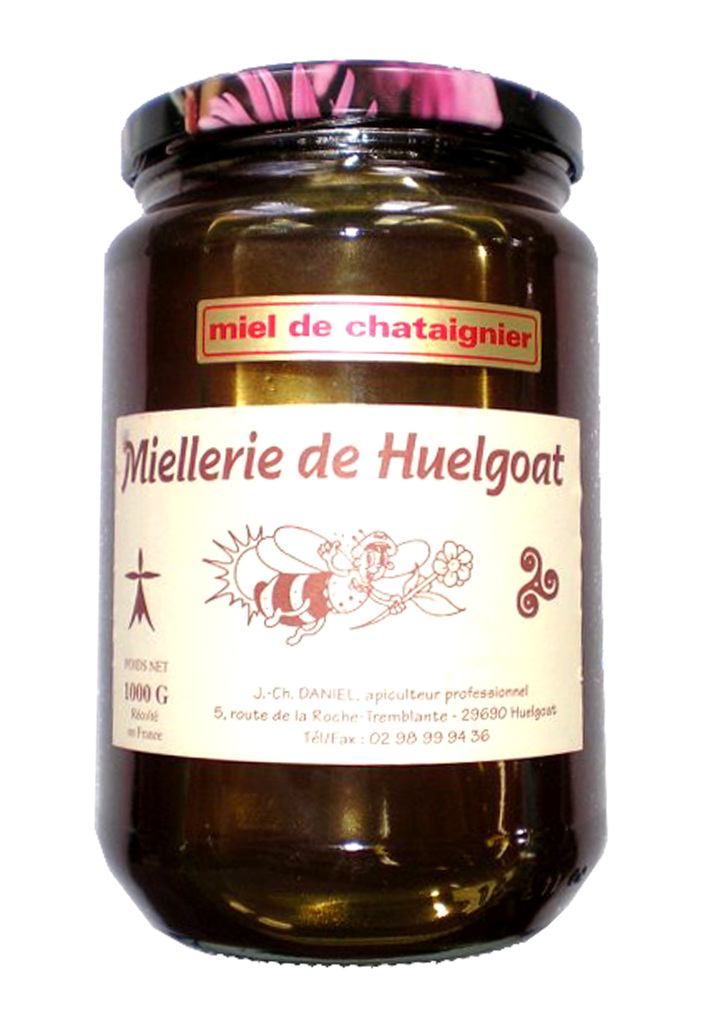 miel de chataignier
Miellerie de Huelgoat
POIDS NET
1000 G
Récolté
en France
J.-Ch. DANIEL, apiculteur professionnel
5, route de la Roche-Tremblante - 29690 Huelgoat
Tél/Fax : 02 98 99 94 36